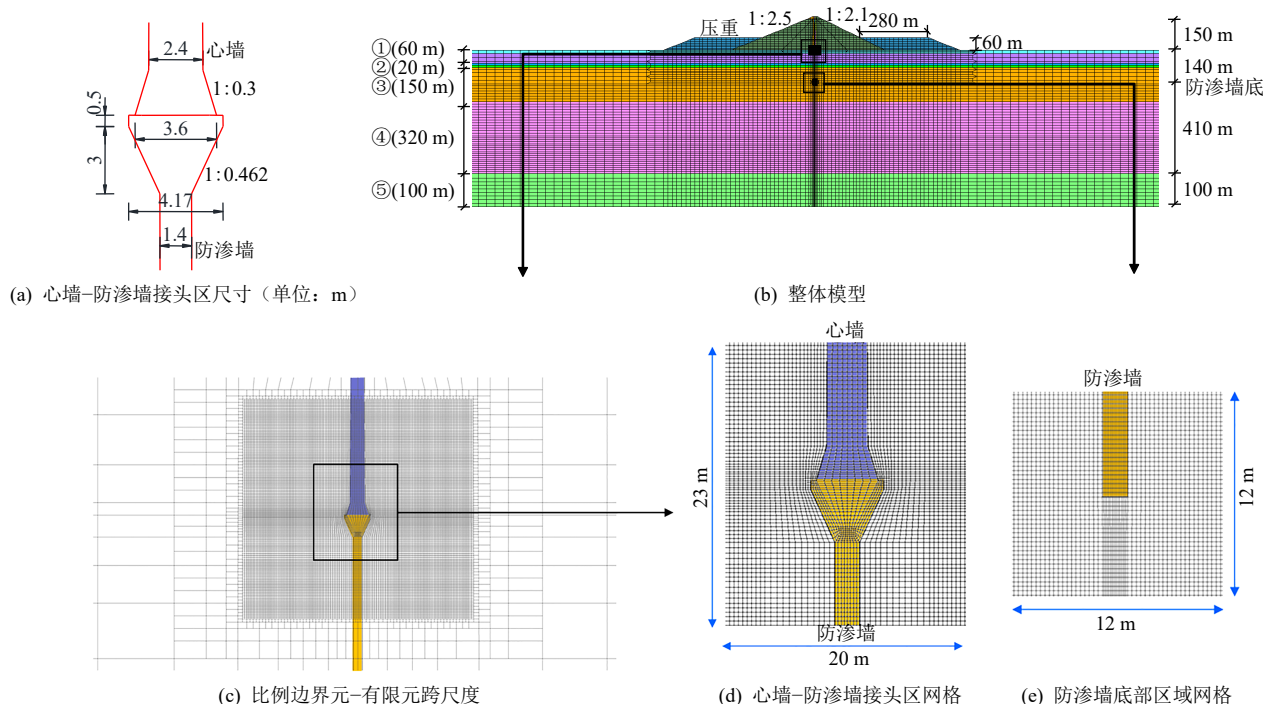 2.4
心墙
1:0.3
0.5
3.6
3
1:0.462
4.17
1.4
防渗墙
(a) 心墙–防渗墙接头区尺寸（单位：m）
压重
1:2.5
1:2.1
280 m
60 m
150 m
①(60 m)
②(20 m)
③(150 m)
④(320 m)
⑤(100 m)
140 m
防渗墙底
410 m
100 m
(b) 整体模型
(c) 比例边界元–有限元跨尺度
心墙
23 m
防渗墙
20 m
(d) 心墙–防渗墙接头区网格
防渗墙
12 m
12 m
(e) 防渗墙底部区域网格